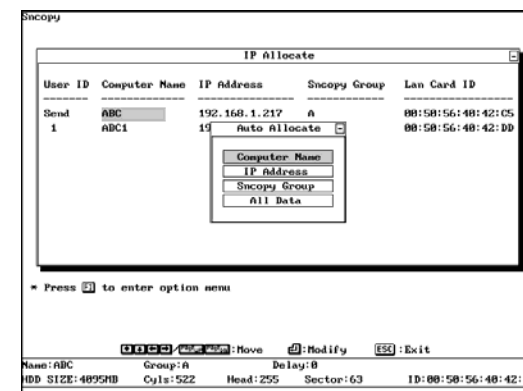 Sncopy
IP Allocate
User ID Computer Name IP Address Sncopy Group Lan Card ID
Send ABC 192.168.1.217 A 00:50:56:40:42:C5
1 ABC1 19 00:50:56:40:42:DD
Auto Allocate
Computer Name
IP Address
Sncopy Group
All Data
* Press F1 to enter option menu
:Move :Modify ESC :Exit
Name:ABC Group:A Delay:0
HDD SIZE:4095MB Cyls:522 Head:255 Sector:63 ID:00:50:56:40:42: